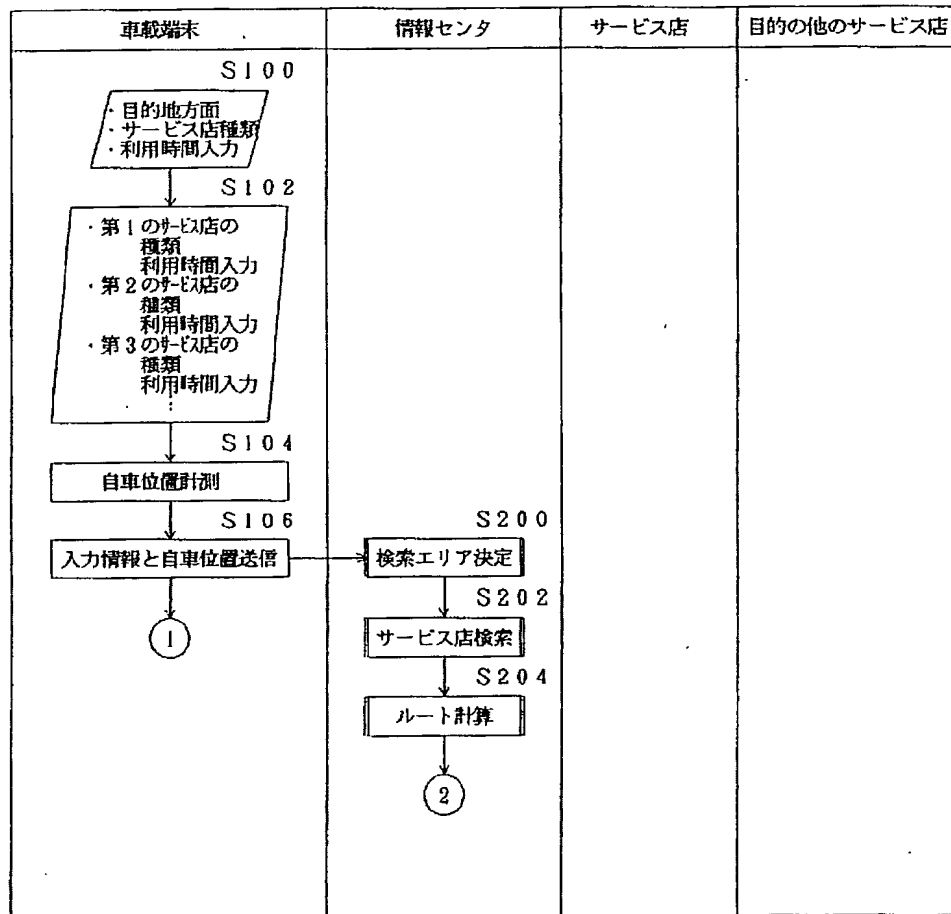 車載端末
情報センタ
サービス店
目的の他のサービス店
S100
・目的地方面
・サービス店種類
・利用時間入力
S102
・第1のサービス店の
種類
利用時間入力
・第2のサービス店の
種類
利用時間入力
・第3のサービス店の
種類
利用時間入力
⋮
S104
自車位置計測
S106
入力情報と自車位置送信
1
S200
検索エリア決定
S202
サービス店検索
S204
ルート計算
2